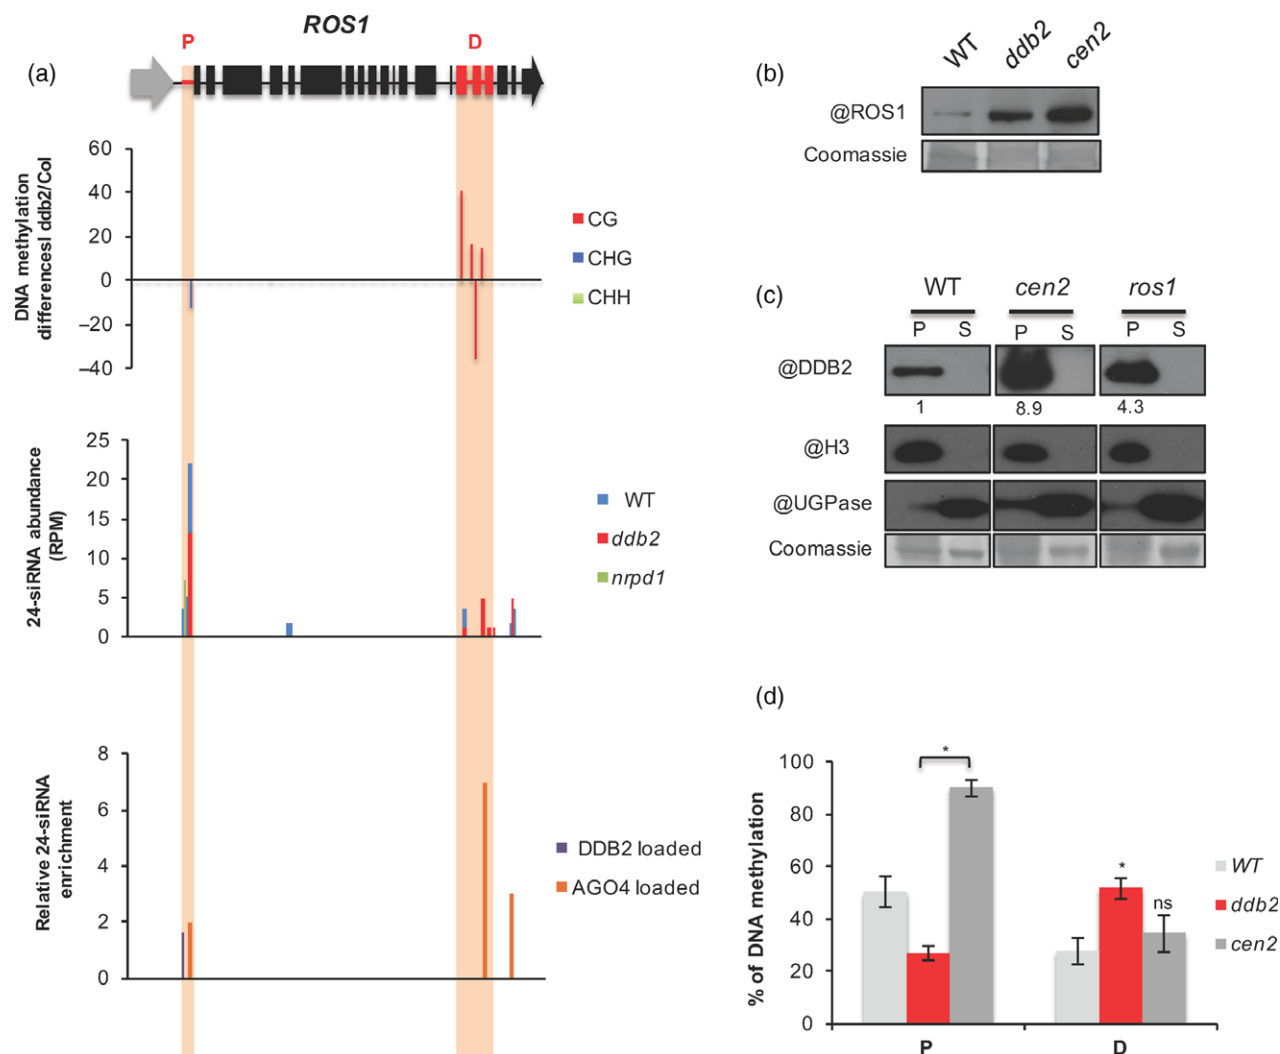 (a)
ROS1
P
D
DNA methylation
differencesl ddb2/Col
60
40
20
0
–20
–40
CG
CHG
CHH
24-siRNA abundance
(RPM)
25
20
15
10
5
0
WT
ddb2
nrpd1
Relative 24-siRNA
enrichment
8
6
4
2
0
DDB2 loaded
AGO4 loaded
(b)
WT
ddb2
cen2
@ROS1
Coomassie
(c)
WT
cen2
ros1
P S P S P S
@DDB2
1 8.9 4.3
@H3
@UGPase
Coomassie
(d)
% of DNA methylation
100
80
60
40
20
0
*
*
ns
P
D
WT
ddb2
cen2